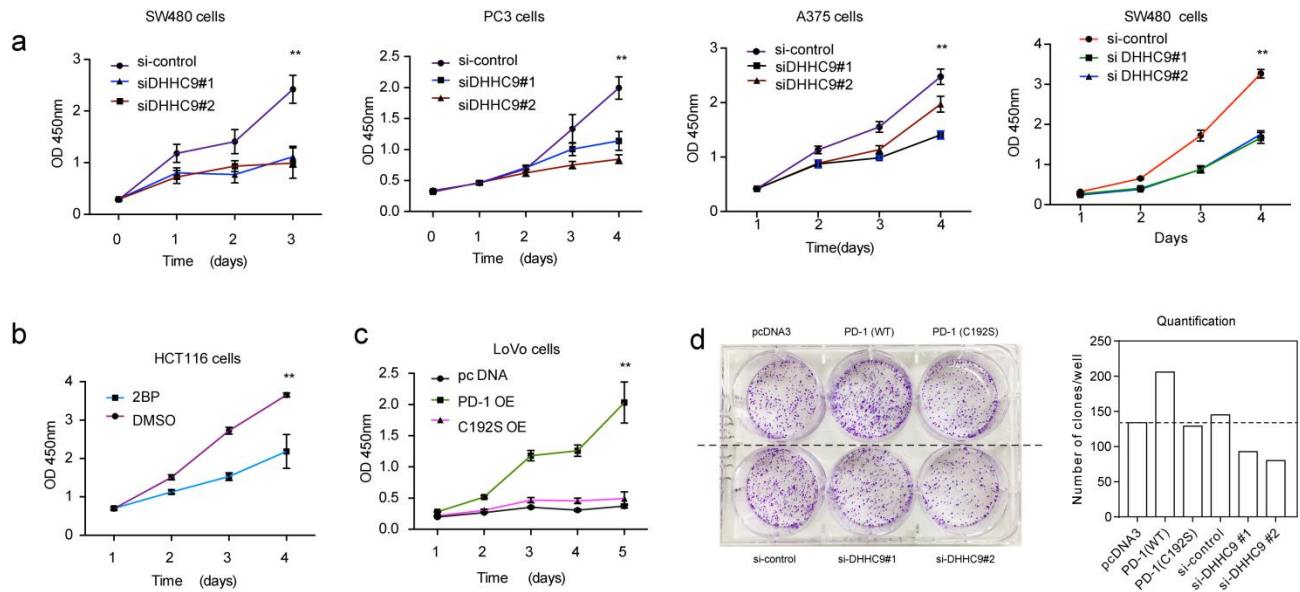 a
SW480 cells
si-control
siDHHC9#1
siDHHC9#2
**
OD 450nm
3
2
1
0
0 1 2 3
Time (days)
PC3 cells
si-control
siDHHC9#1
siDHHC9#2
**
OD 450nm
2.5
2.0
1.5
1.0
0.5
0.0
0 1 2 3 4
Time (days)
A375 cells
si-control
siDHHC9#1
siDHHC9#2
**
OD 450nm
3
2
1
0
1 2 3 4
Time(days)
SW480 cells
si-control
si DHHC9#1
si DHHC9#2
**
OD 450nm
4
3
2
1
0
1 2 3 4
Days
b
HCT116 cells
2BP
DMSO
**
OD 450nm
4
3
2
1
0
1 2 3 4
Time (days)
c
LoVo cells
pc DNA
PD-1 OE
C192S OE
**
OD 450nm
2.5
2.0
1.5
1.0
0.5
0.0
1 2 3 4 5
Time (days)
d
pcDNA3 PD-1 (WT) PD-1 (C192S)
si-control si-DHHC9#1 si-DHHC9#2
Quantification
Number of clones/well
250
200
150
100
50
0
pcDNA3
PD-1(WT)
PD-1(C192S)
si-control
si-DHHC9 #1
si-DHHC9 #2